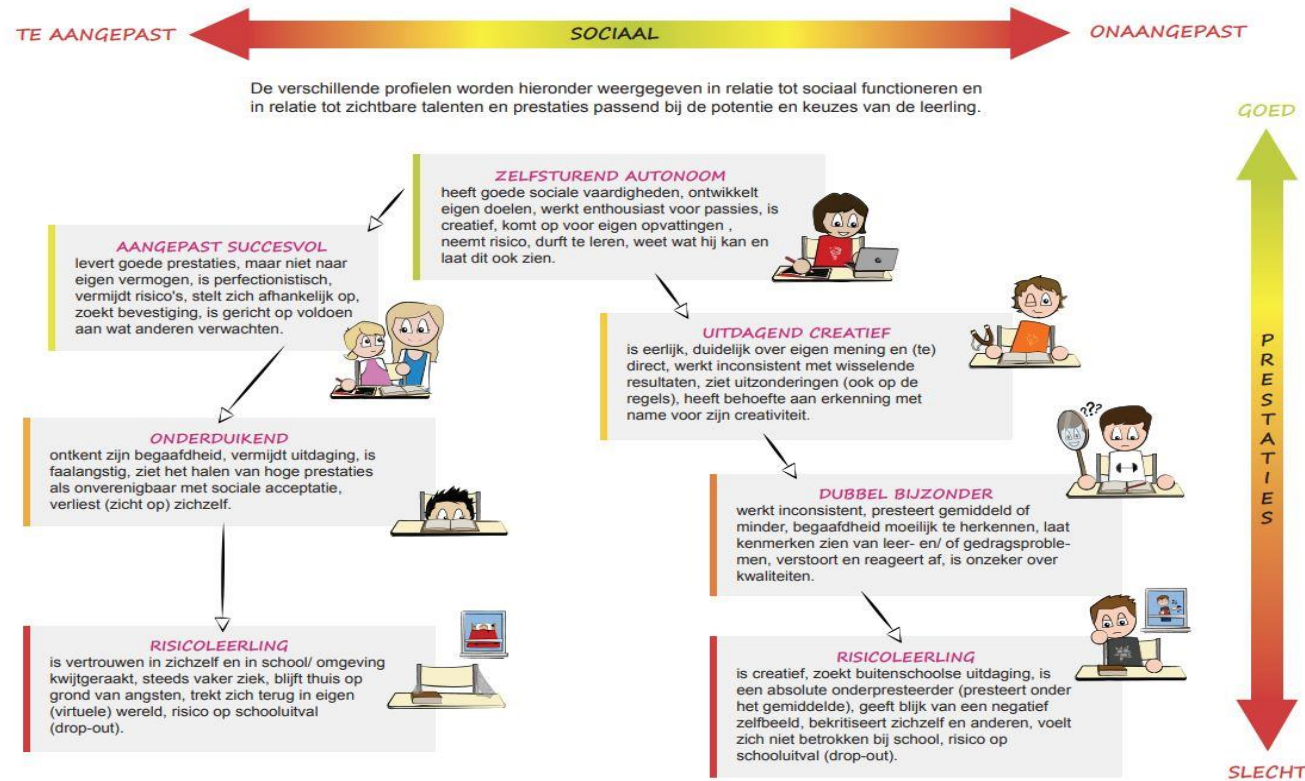 TE AANGEPAST
SOCIAAL
ONAANGEPAST
De verschillende profielen worden hieronder weergegeven in relatie tot sociaal functioneren en
in relatie tot zichtbare talenten en prestaties passend bij de potentie en keuzes van de leerling.
GOED
ZELFSTUREND AUTONOOM
heeft goede sociale vaardigheden, ontwikkelt
eigen doelen, werkt enthousiast voor passies, is
creatief, komt op voor eigen opvattingen ,
neemt risico, durft te leren, weet wat hij kan en
laat dit ook zien.
AANGEPAST SUCCESVOL
levert goede prestaties, maar niet naar
eigen vermogen, is perfectionistisch,
vermijdt risico's, stelt zich afhankelijk op,
zoekt bevestiging, is gericht op voldoen
aan wat anderen verwachten.
UITDAGEND CREATIEF
is eerlijk, duidelijk over eigen mening en (te)
direct, werkt inconsistent met wisselende
resultaten, ziet uitzonderingen (ook op de
regels), heeft behoefte aan erkenning met
name voor zijn creativiteit.
PRESTATIES
ONDERDUIKEND
ontkent zijn begaafdheid, vermijdt uitdaging, is
faalangstig, ziet het halen van hoge prestaties
als onverenigbaar met sociale acceptatie,
verliest (zicht op) zichzelf.
???
DUBBEL BIJZONDER
werkt inconsistent, presteert gemiddeld of
minder, begaafdheid moeilijk te herkennen, laat
kenmerken zien van leer- en/ of gedragsproble-
men, verstoort en reageert af, is onzeker over
kwaliteiten.
RISICOLEERLING
is vertrouwen in zichzelf en in school/ omgeving
kwijtgeraakt, steeds vaker ziek, blijft thuis op
grond van angsten, trekt zich terug in eigen
(virtuele) wereld, risico op schooluitval
(drop-out).
RISICOLEERLING
is creatief, zoekt buitenschoolse uitdaging, is
een absolute onderpresteerder (presteert onder
het gemiddelde), geeft blijk van een negatief
zelfbeeld, bekritiseert zichzelf en anderen, voelt
zich niet betrokken bij school, risico op
schooluitval (drop-out).
SLECHT